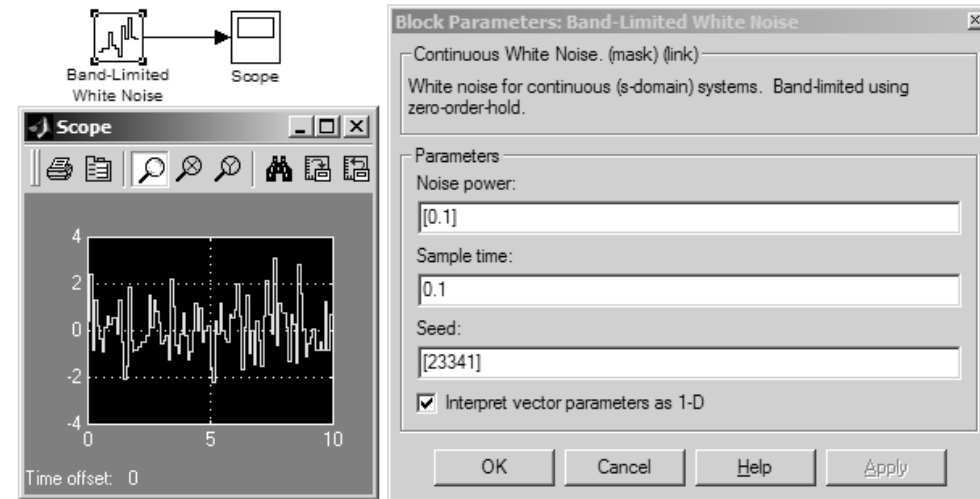 Band-Limited
White Noise
Scope
Scope
4
2
0
-2
-4
0
5
10
Time offset: 0
Block Parameters: Band-Limited White Noise
Continuous White Noise. (mask) (link)
White noise for continuous (s-domain) systems. Band-limited using
zero-order-hold.
Parameters
Noise power:
[0.1]
Sample time:
0.1
Seed:
[23341]
Interpret vector parameters as 1-D
OK
Cancel
Help
Apply